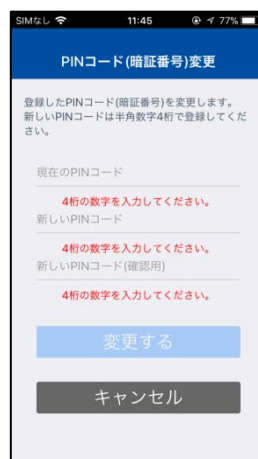 SIMなし 11:45 77%
PINコード(暗証番号)変更
登録したPINコード(暗証番号)を変更します。
新しいPINコードは半角数字4桁で登録してくだ
さい。
現在のPINコード
4桁の数字を入力してください。
新しいPINコード
4桁の数字を入力してください。
新しいPINコード(確認用)
4桁の数字を入力してください。
変更する
キャンセル